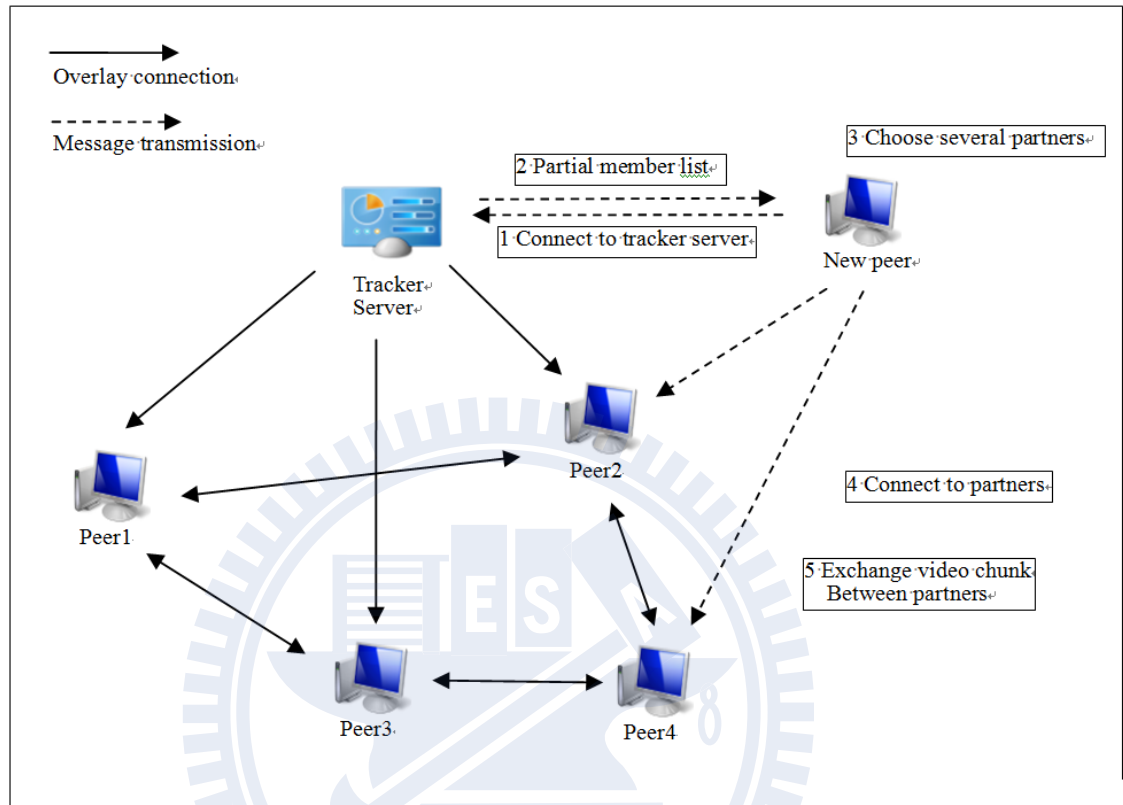 Overlay connection
Message transmission
3 Choose several partners
2 Partial member list
1 Connect to tracker server
New peer
Tracker
Server
Peer2
Peer1
4 Connect to partners
5 Exchange video chunk
Between partners
Peer3
Peer4
ES